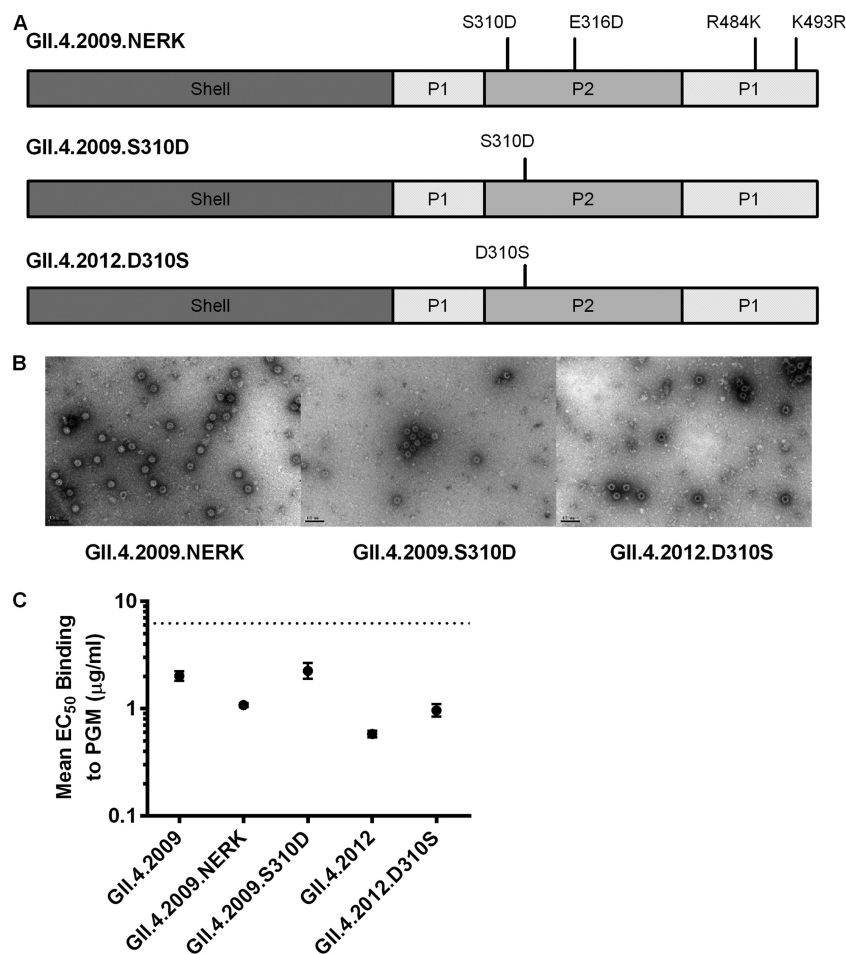 A
GII.4.2009.NERK
S310D E316D R484K K493R
Shell P1 P2 P1
GII.4.2009.S310D
S310D
Shell P1 P2 P1
GII.4.2012.D310S
D310S
Shell P1 P2 P1
B
GII.4.2009.NERK GII.4.2009.S310D GII.4.2012.D310S
C
Mean EC50 Binding
to PGM (μg/ml)
10
1
0.1
GII.4.2009
GII.4.2009.NERK
GII.4.2009.S310D
GII.4.2012
GII.4.2012.D310S